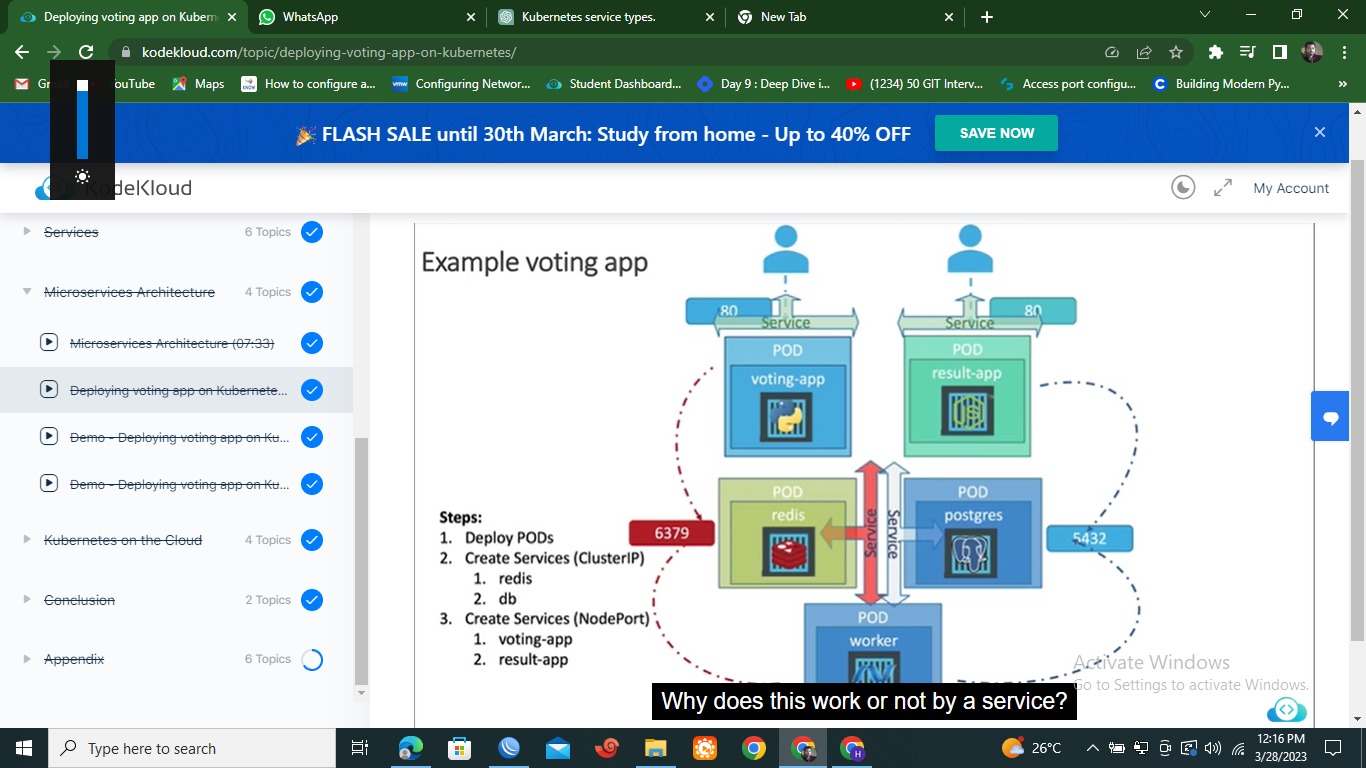 Deploying voting app on Kubern
WhatsApp
Kubernetes service types.
New Tab
kodekloud.com/topic/deploying-voting-app-on-kubernetes/
YouTube
Maps
How to configure a...
Configuring Networ...
Student Dashboard...
Day 9 : Deep Dive i...
(1234) 50 GIT Interv...
Access port configu...
Building Modern Py...
»
FLASH SALE until 30th March: Study from home - Up to 40% OFF
SAVE NOW
KodeKloud
My Account
Services
6 Topics
Microservices Architecture
4 Topics
Microservices Architecture (07:33)
Deploying voting app on Kubernete...
Demo - Deploying voting app on Ku...
Demo - Deploying voting app on Ku...
Kubernetes on the Cloud
4 Topics
Conclusion
2 Topics
Appendix
6 Topics
Example voting app
80
Service
80
Service
POD
voting-app
POD
result-app
POD
redis
POD
postgres
Service
Service
6379
5432
POD
worker
Steps:
1. Deploy PODs
2. Create Services (ClusterIP)
1. redis
2. db
3. Create Services (NodePort)
1. voting-app
2. result-app
Why does this work or not by a service?
Activate Windows
Go to Settings to activate Windows.
Type here to search
26°C
12:16 PM
3/28/2023